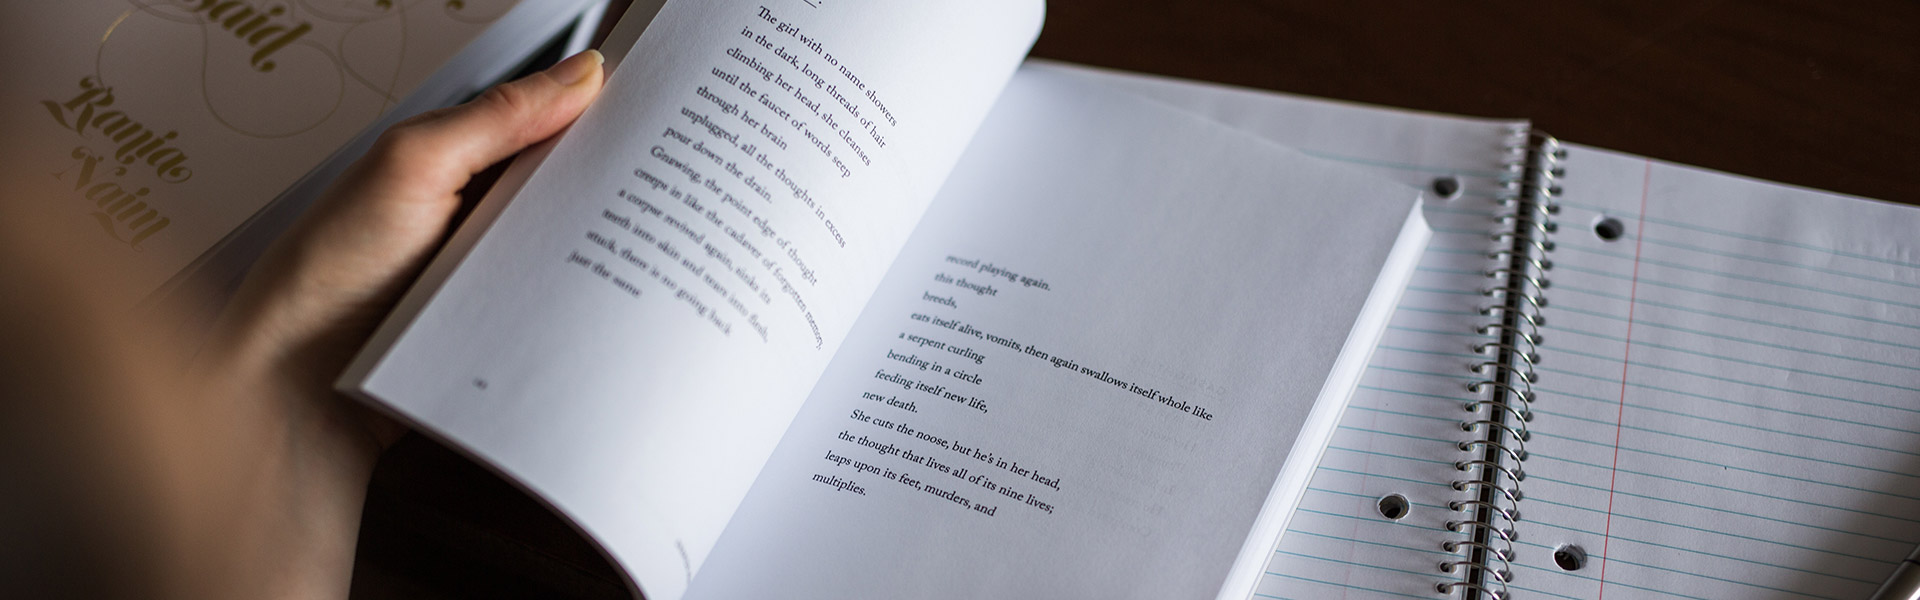 Said
Rania
Naim
The girl with no name showers
in the dark, long threads of hair
climbing her head, she cleanses
until the faucet of words seep
through her brain
unplugged, all the thoughts in excess
pour down the drain.
Gnawing, the point edge of thought
creeps in like the cadaver of forgotten memory,
a corpse revived again, sinks its
teeth into skin and tears into flesh,
stuck, there is no going back
just the same
record playing again.
this thought
breeds,
eats itself alive, vomits, then again swallows itself whole like
a serpent curling
bending in a circle
feeding itself new life,
new death.
She cuts the noose, but he's in her head,
the thought that lives all of its nine lives;
leaps upon its feet, murders, and
multiplies.